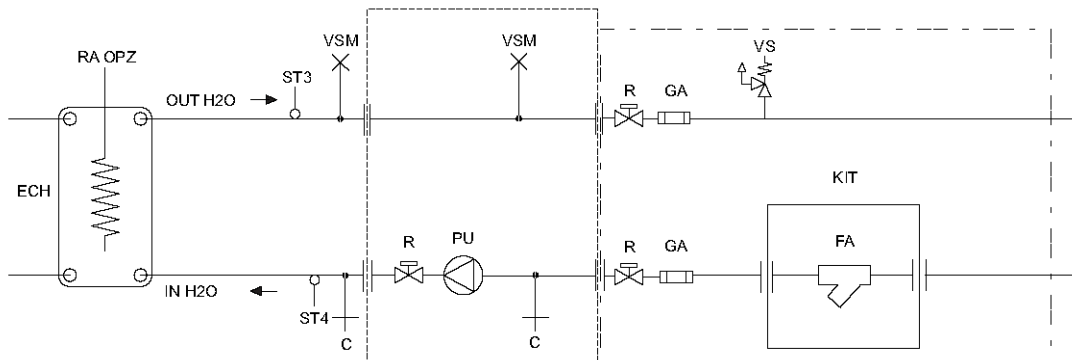 VSM
VSM
VS
RA OPZ
ST3
R
GA
OUT H2O
ECH
KIT
R
PU
R
GA
FA
IN H2O
ST4
C
C